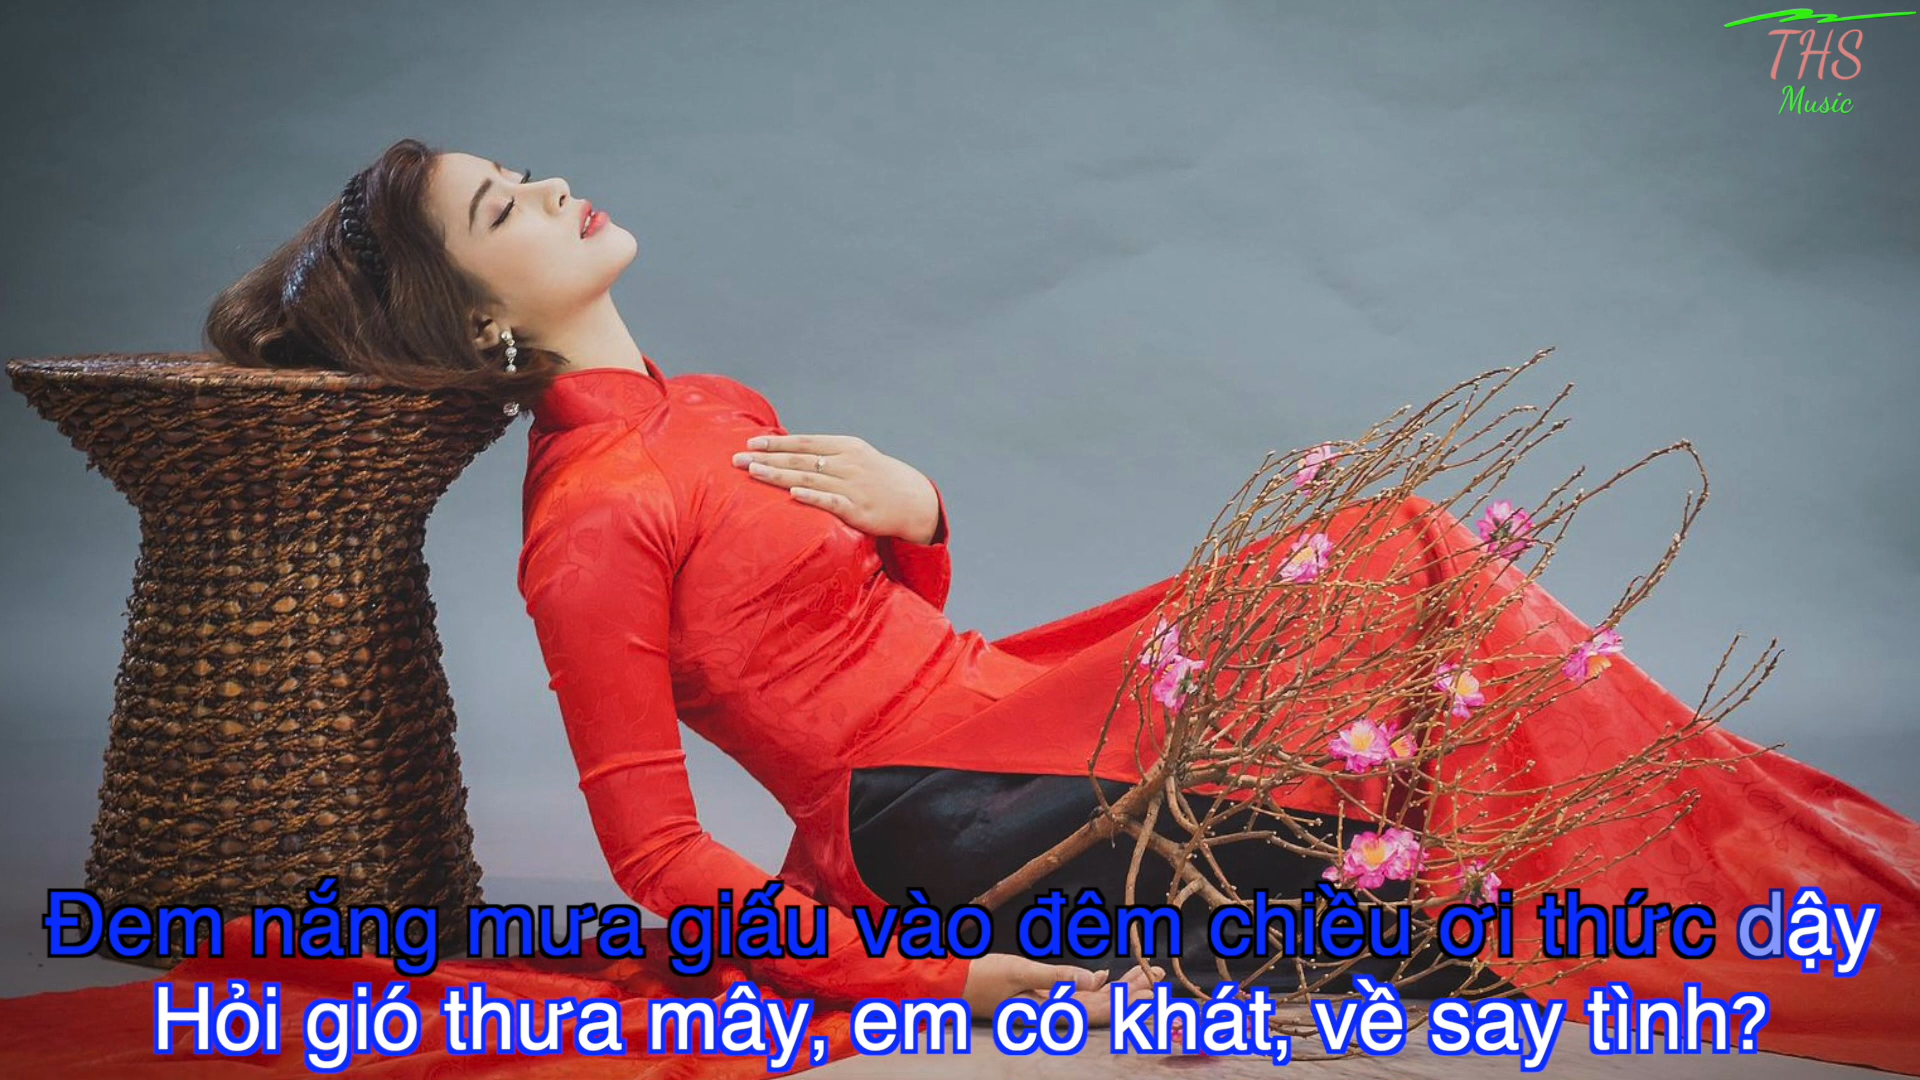 THS
Music
Đem nắng mưa giấu vào đêm chiều ơi thức dậy
Hỏi gió thưa mây, em có khát, về say tình?